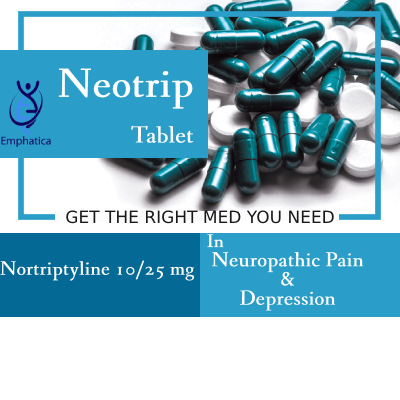 Neotrip
Tablet
Emphatica
GET THE RIGHT MED YOU NEED
Nortriptyline 10/25 mg
In
Neuropathic Pain
&
Depression